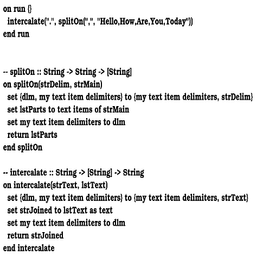 on run {}
  intercalate(".", splitOn(",", "Hello,How,Are,You,Today"))
end run

-- splitOn :: String -> String -> [String]
on splitOn(strDelim, strMain)
  set {dlm, my text item delimiters} to {my text item delimiters, strDelim}
  set lstParts to text items of strMain
  set my text item delimiters to dlm
  return lstParts
end splitOn

-- intercalate :: String -> [String] -> String
on intercalate(strText, lstText)
  set {dlm, my text item delimiters} to {my text item delimiters, strText}
  set strJoined to lstText as text
  set my text item delimiters to dlm
  return strJoined
end intercalate